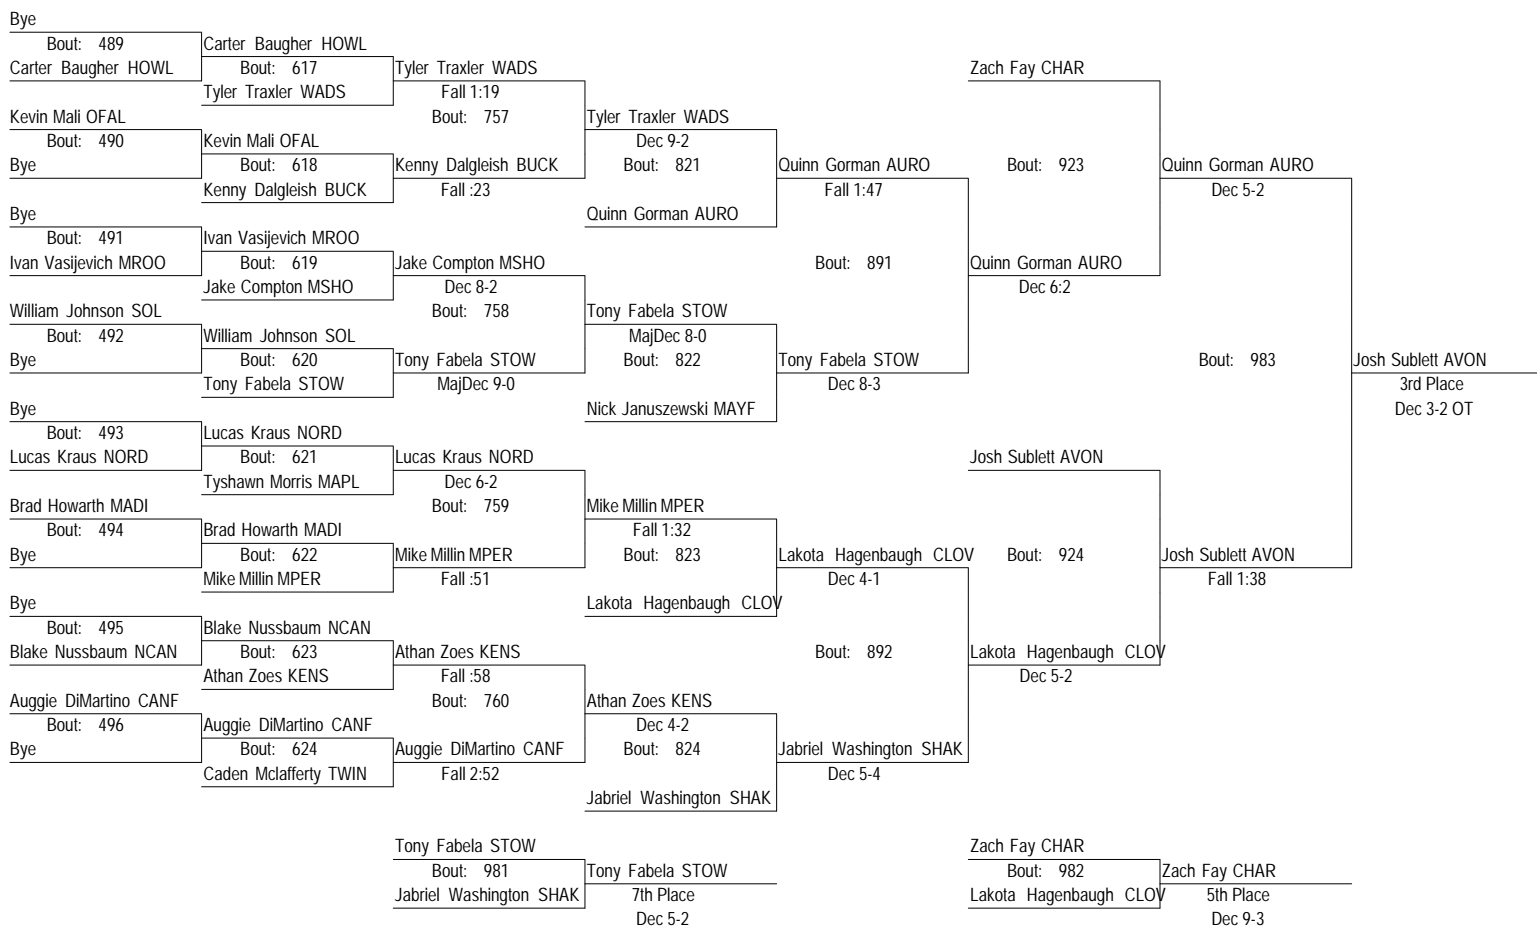 Bye
Bout: 489
Carter Baugher HOWL
Kevin Mali OFAL
Bout: 490
Bye
Bye
Bout: 491
Ivan Vasijevich MROO
William Johnson SOL
Bout: 492
Bye
Bye
Bout: 493
Lucas Kraus NORD
Brad Howarth MADI
Bout: 494
Bye
Bye
Bout: 495
Blake Nussbaum NCAN
Auggie DiMartino CANF
Bout: 496
Bye
Carter Baugher HOWL
Bout: 617
Tyler Traxler WADS
Kevin Mali OFAL
Bout: 618
Kenny Dalgleish BUCK
Ivan Vasijevich MROO
Bout: 619
Jake Compton MSHO
William Johnson SOL
Bout: 620
Tony Fabela STOW
Lucas Kraus NORD
Bout: 621
Tyshawn Morris MAPL
Brad Howarth MADI
Bout: 622
Mike Millin MPER
Blake Nussbaum NCAN
Bout: 623
Athan Zoes KENS
Auggie DiMartino CANF
Bout: 624
Caden Mclafferty TWIN
Tyler Traxler WADS
Fall 1:19
Bout: 757
Kenny Dalgleish BUCK
Fall :23
Jake Compton MSHO
Dec 8-2
Bout: 758
Tony Fabela STOW
MajDec 9-0
Lucas Kraus NORD
Dec 6-2
Bout: 759
Mike Millin MPER
Fall :51
Athan Zoes KENS
Fall :58
Bout: 760
Auggie DiMartino CANF
Fall 2:52
Tyler Traxler WADS
Dec 9-2
Bout: 821
Quinn Gorman AURO
Tony Fabela STOW
MajDec 8-0
Bout: 822
Nick Januszewski MAYF
Mike Millin MPER
Fall 1:32
Bout: 823
Lakota Hagenbaugh CLOV
Athan Zoes KENS
Dec 4-2
Bout: 824
Jabriel Washington SHAK
Quinn Gorman AURO
Fall 1:47
Bout: 891
Tony Fabela STOW
Dec 8-3
Lakota Hagenbaugh CLOV
Dec 4-1
Bout: 892
Jabriel Washington SHAK
Dec 5-4
Zach Fay CHAR
Bout: 923
Quinn Gorman AURO
Dec 6:2
Josh Sublett AVON
Bout: 924
Lakota Hagenbaugh CLOV
Dec 5-2
Quinn Gorman AURO
Dec 5-2
Bout: 983
Josh Sublett AVON
Fall 1:38
Josh Sublett AVON
3rd Place
Dec 3-2 OT
Tony Fabela STOW
Bout: 981
Jabriel Washington SHAK
Tony Fabela STOW
7th Place
Dec 5-2
Zach Fay CHAR
Bout: 982
Lakota Hagenbaugh CLOV
Zach Fay CHAR
5th Place
Dec 9-3